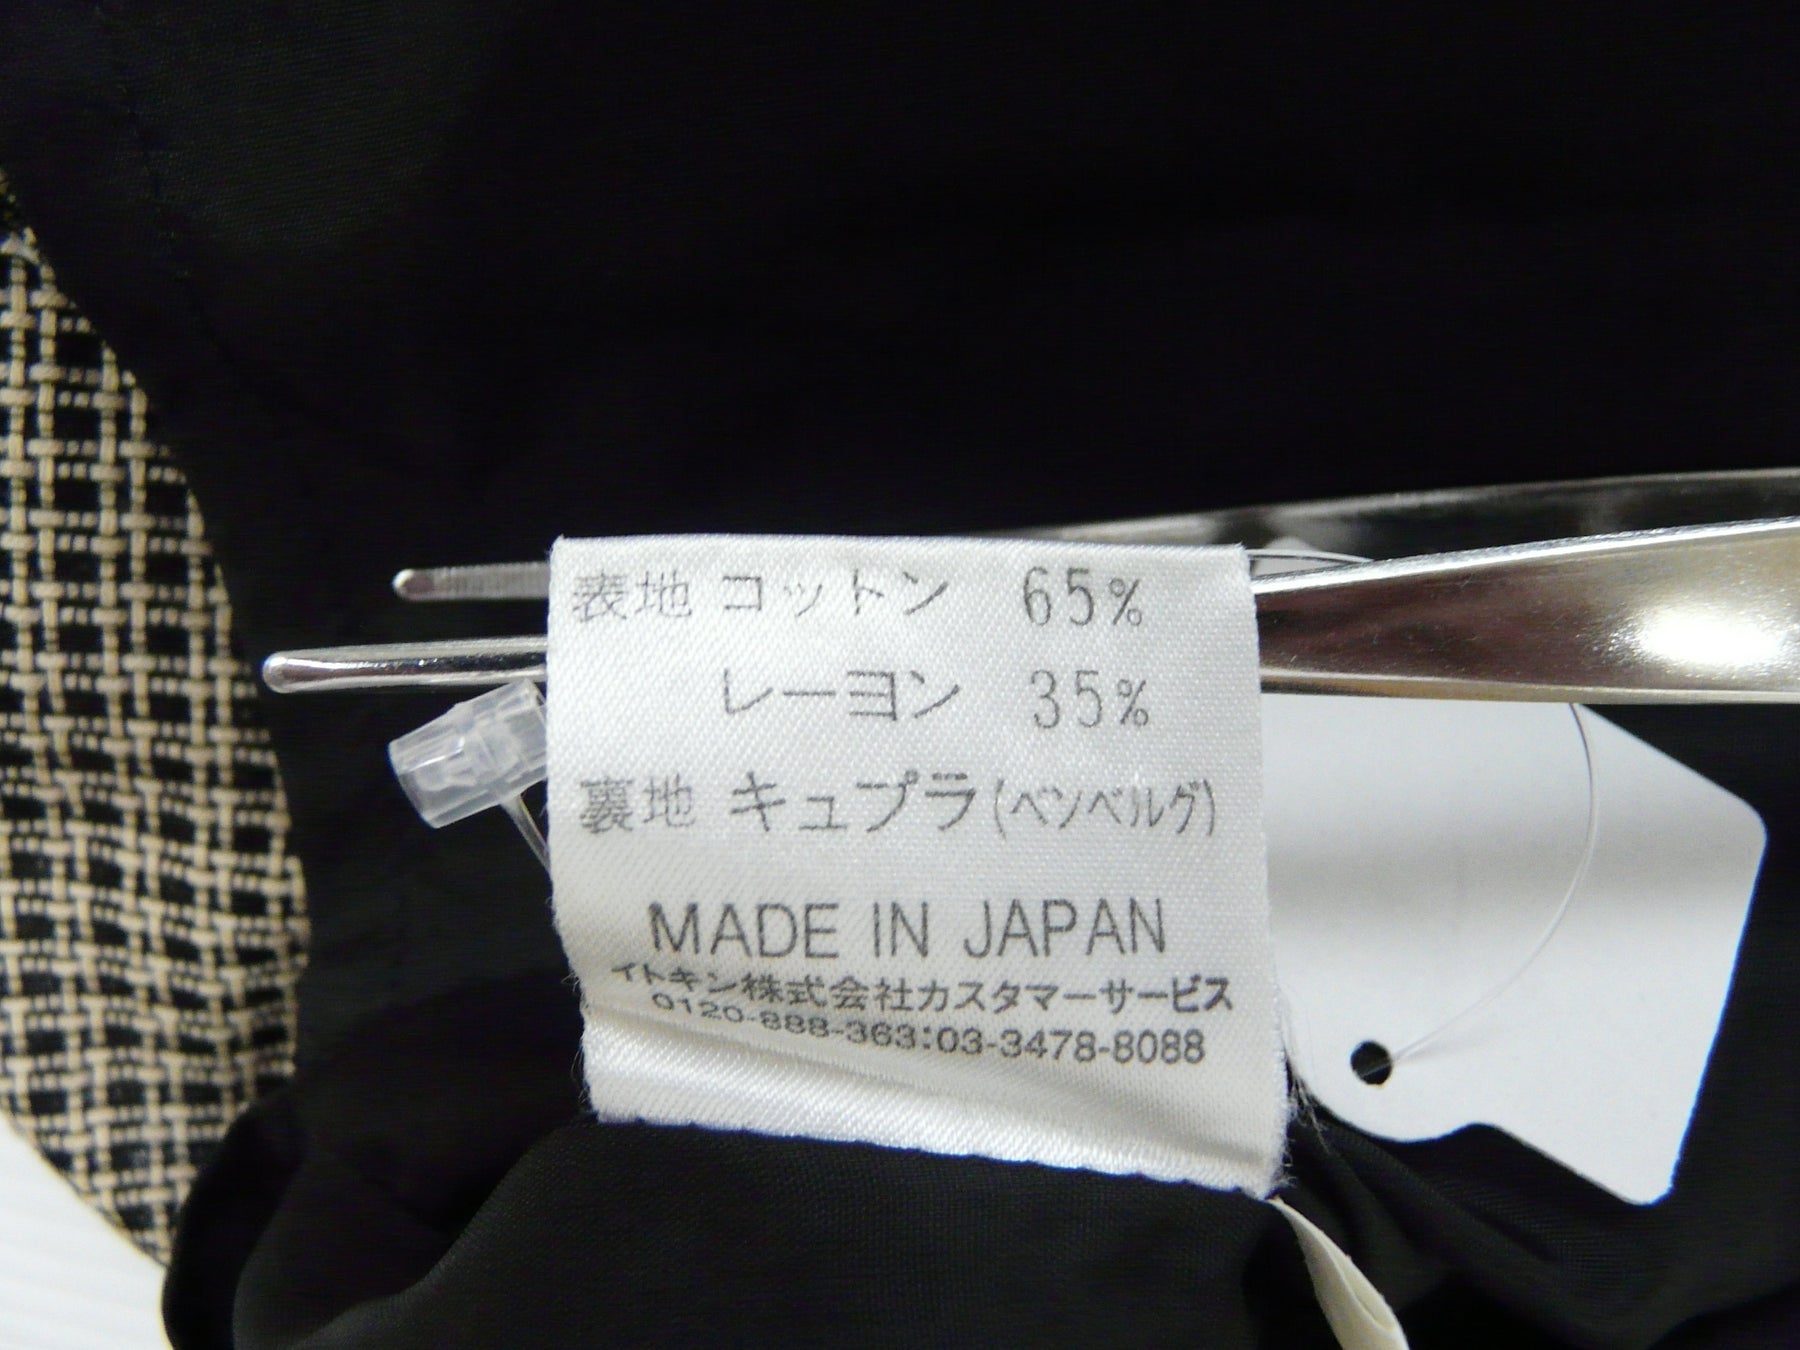 表地 コットン 65%
レーヨン 35%
裏地 キュプラ(ベンベルグ)
MADE IN JAPAN
イトキン株式会社カスタマーサービス
0120-888-363:03-3478-8088